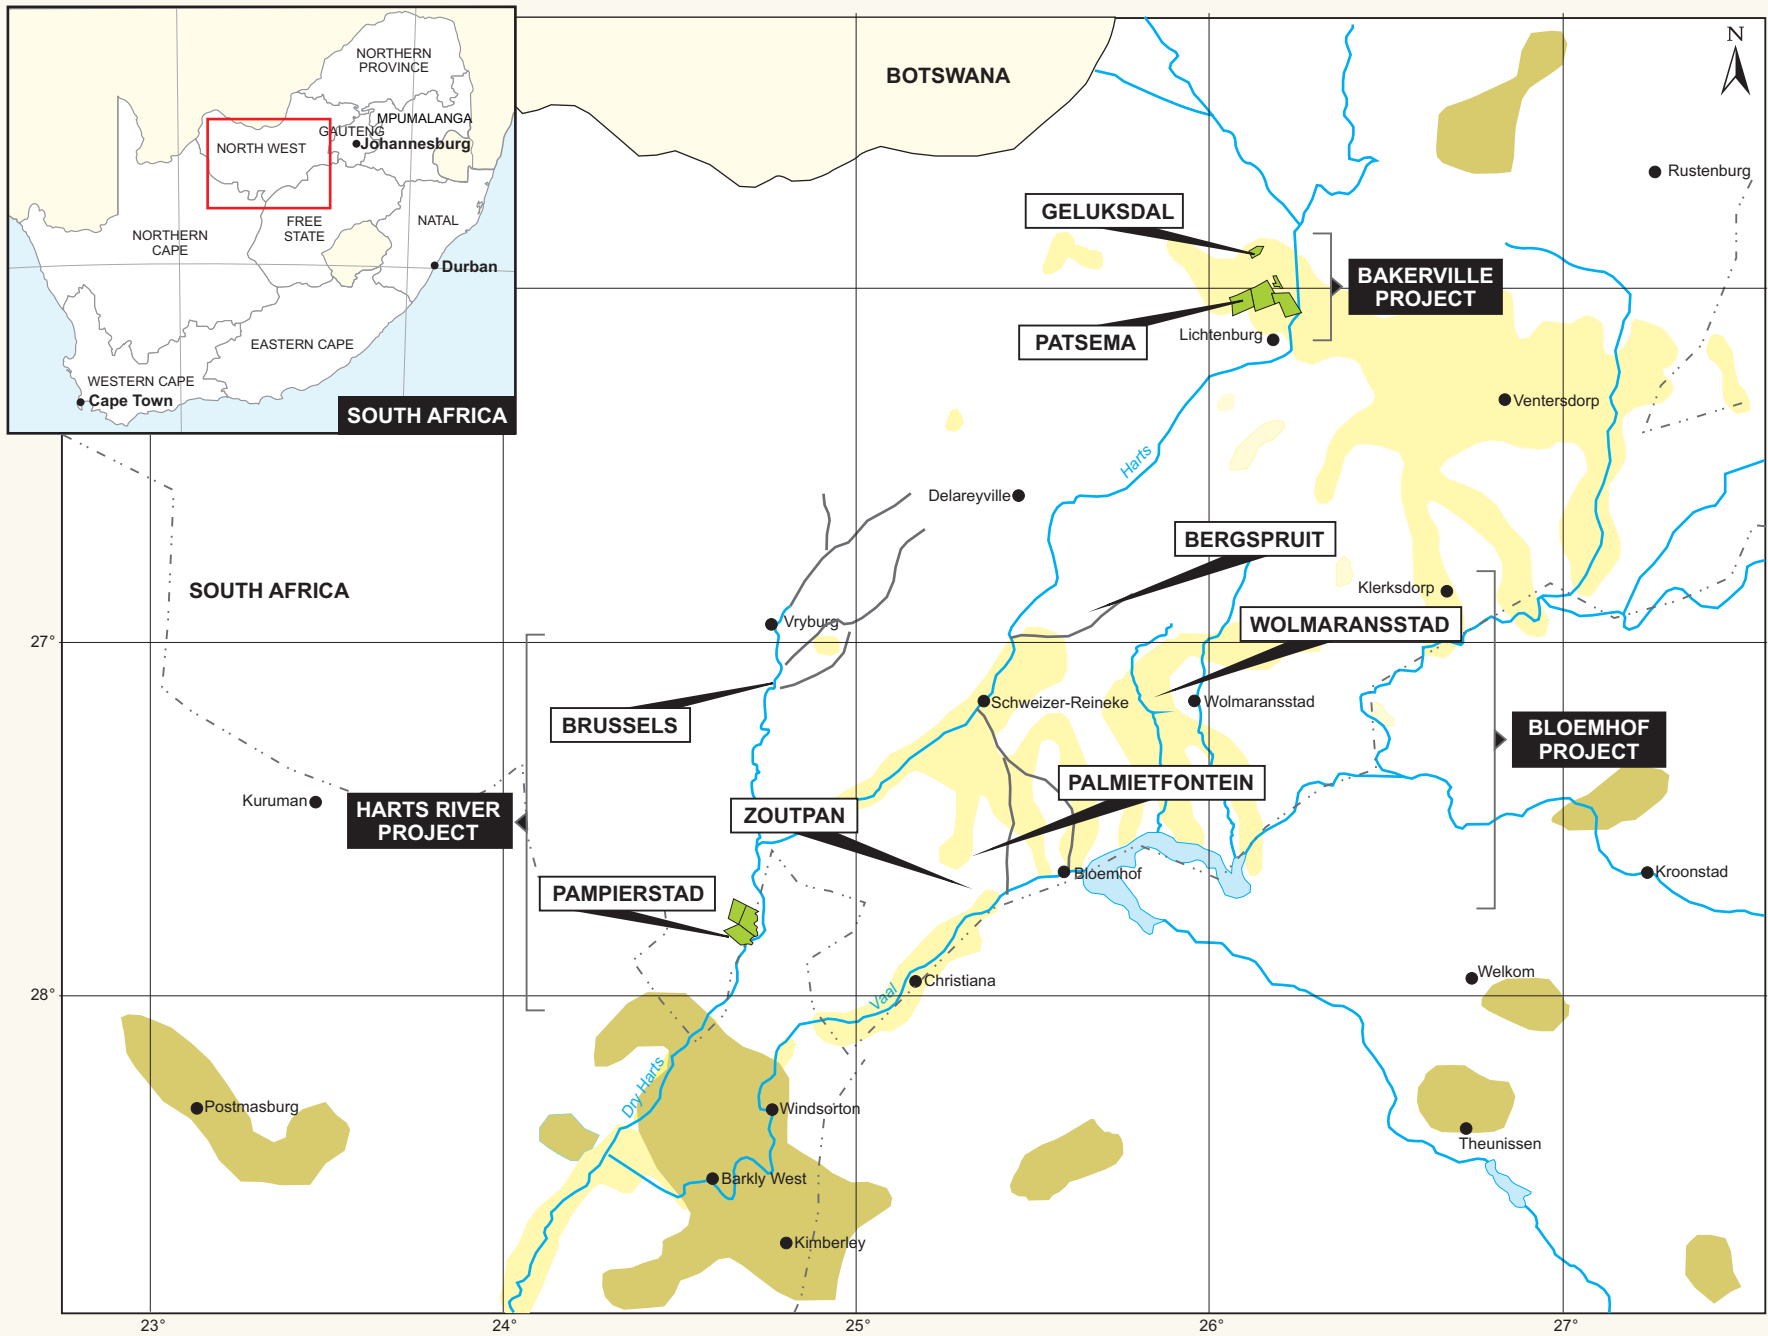 NORTHERN
PROVINCE
MPUMALANGA
GAUTENG
Johannesburg
NORTH WEST
NATAL
FREE
STATE
NORTHERN
CAPE
Durban
EASTERN CAPE
WESTERN CAPE
Cape Town
SOUTH AFRICA
BOTSWANA
N
Rustenburg
GELUKSDAL
BAKERVILLE
PROJECT
PATSEMA
Lichtenburg
Ventersdorp
Harts
Delareyville
BERGSPRUIT
SOUTH AFRICA
Klerksdorp
Vryburg
WOLMARANSSTAD
27°
Schweizer-Reineke
Wolmaransstad
BRUSSELS
BLOEMHOF
PROJECT
PALMIETFONTEIN
Kuruman
HARTS RIVER
PROJECT
ZOUTPAN
Bloemhof
Kroonstad
PAMPIERSTAD
Welkom
Christiana
Vaal
28°
Dry Harts
Postmasburg
Windsorton
Theunissen
Barkly West
Kimberley
23°
24°
25°
26°
27°